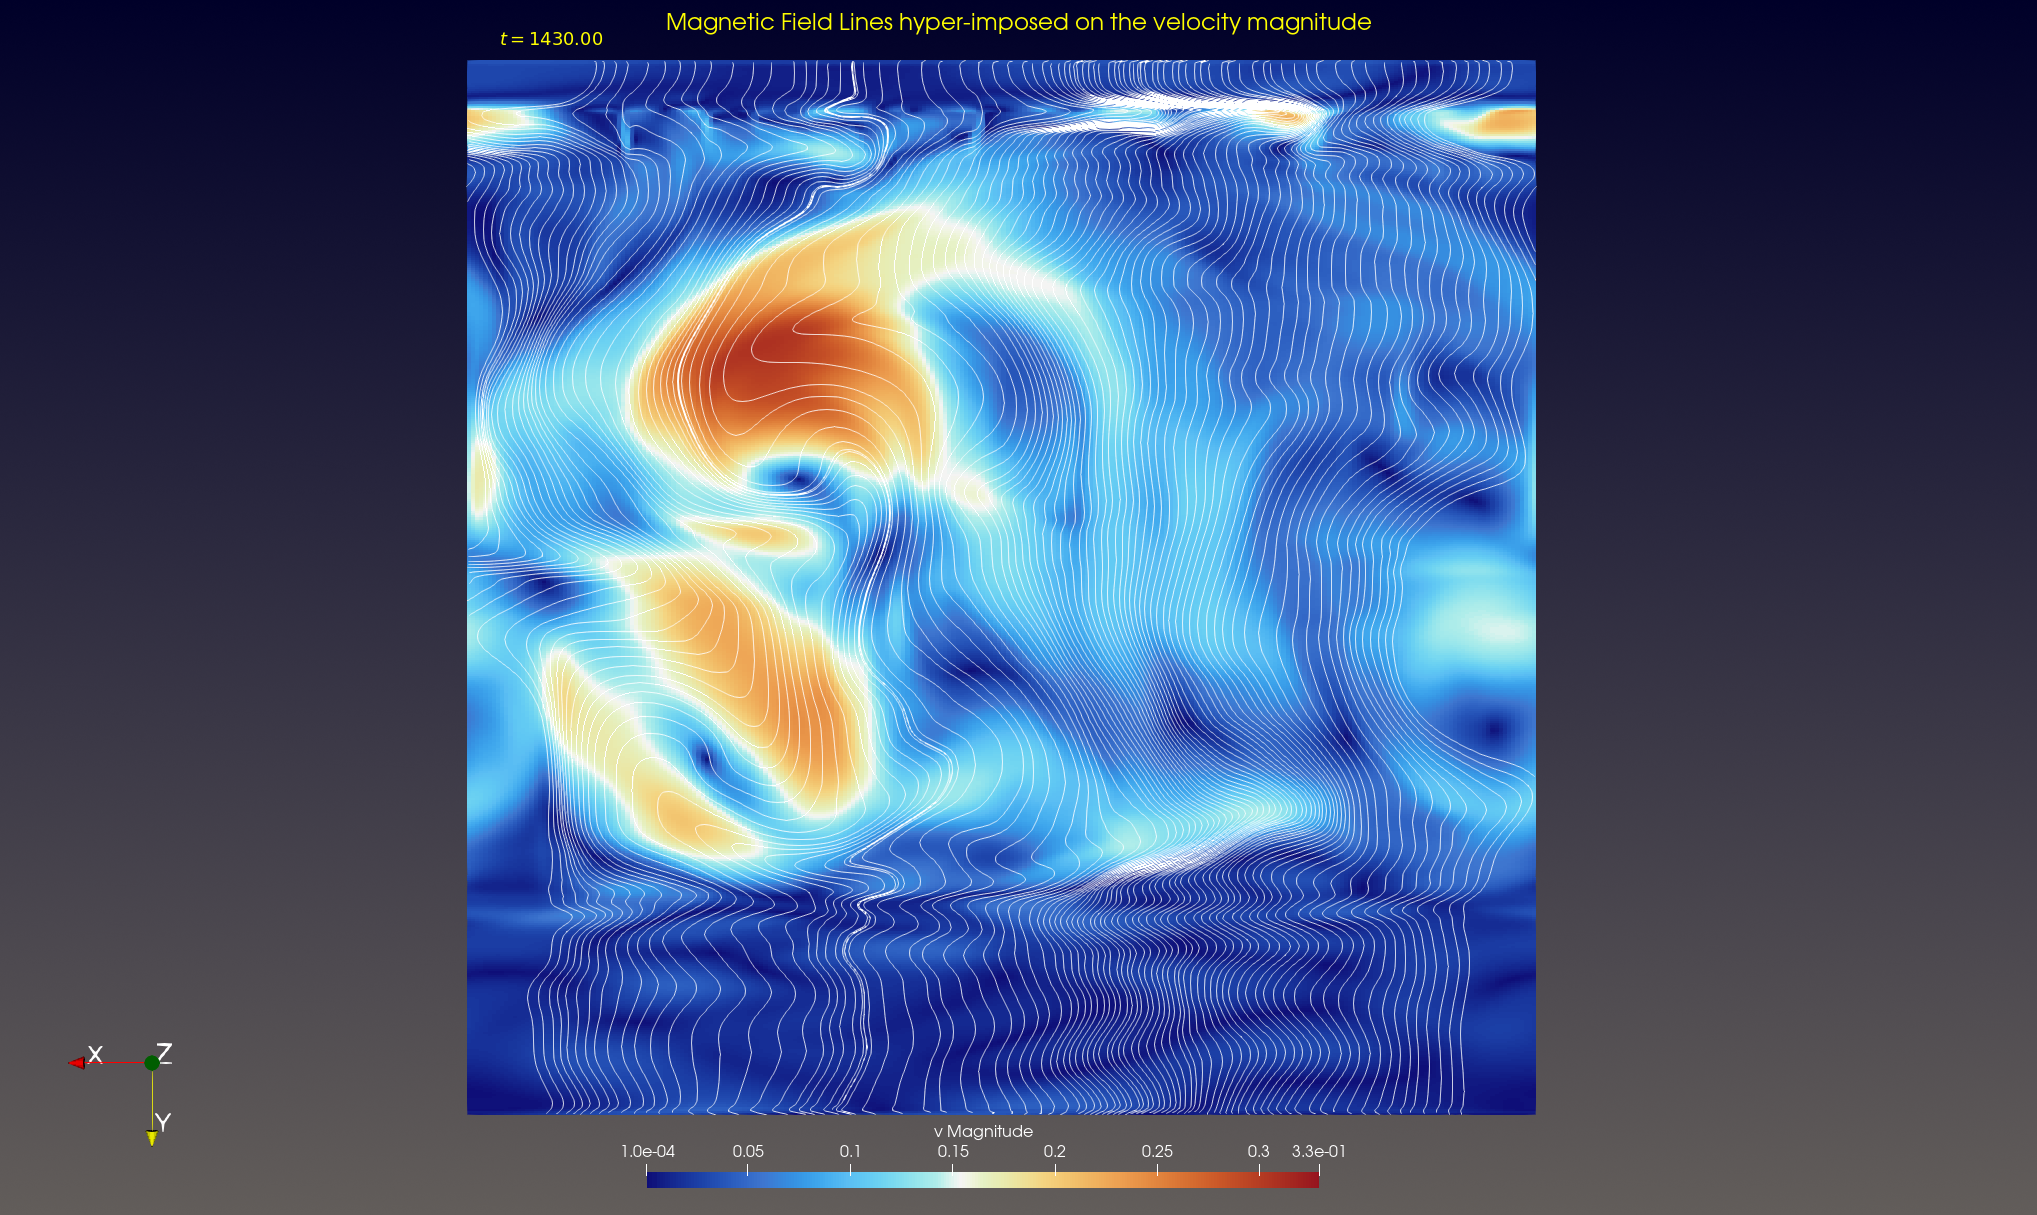 Magnetic Field Lines hyper-imposed on the velocity magnitude
t = 1430.00
X
Z
Y
v Magnitude
1.0e-04 0.05 0.1 0.15 0.2 0.25 0.3 3.3e-01